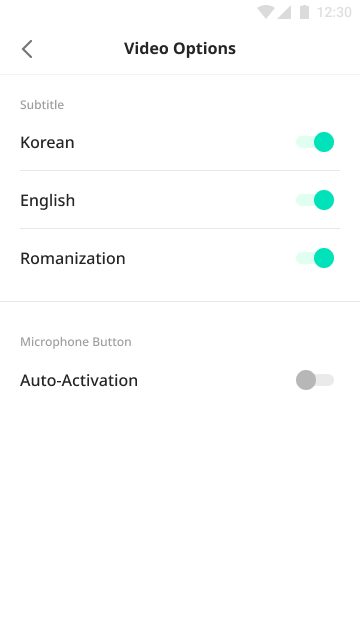 12:30
Video Options
Subtitle
Korean
English
Romanization
Microphone Button
Auto-Activation